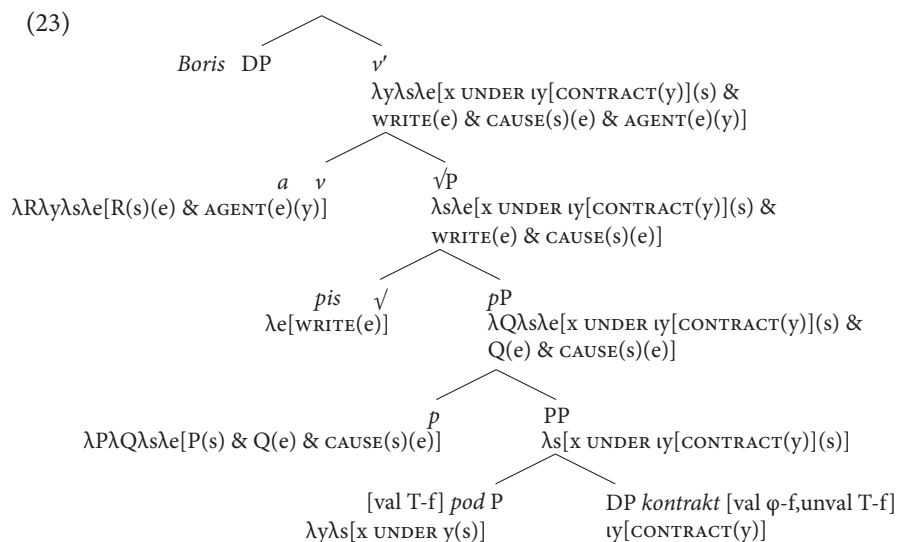 (23)
Boris DP v′
λyλsλe[x UNDER ιy[CONTRACT(y)](s) &
WRITE(e) & CAUSE(s)(e) & AGENT(e)(y)]
a v √P
λRλyλsλe[R(s)(e) & AGENT(e)(y)] λsλe[x UNDER ιy[CONTRACT(y)](s) &
WRITE(e) & CAUSE(s)(e)]
pis √ pP
λe[WRITE(e)] λQλsλe[x UNDER ιy[CONTRACT(y)](s) &
Q(e) & CAUSE(s)(e)]
p PP
λPλQλsλe[P(s) & Q(e) & CAUSE(s)(e)] λs[x UNDER ιy[CONTRACT(y)](s)]
[val T-f] pod P DP kontrakt [val φ-f,unval T-f]
λyλs[x UNDER y(s)] ιy[CONTRACT(y)]